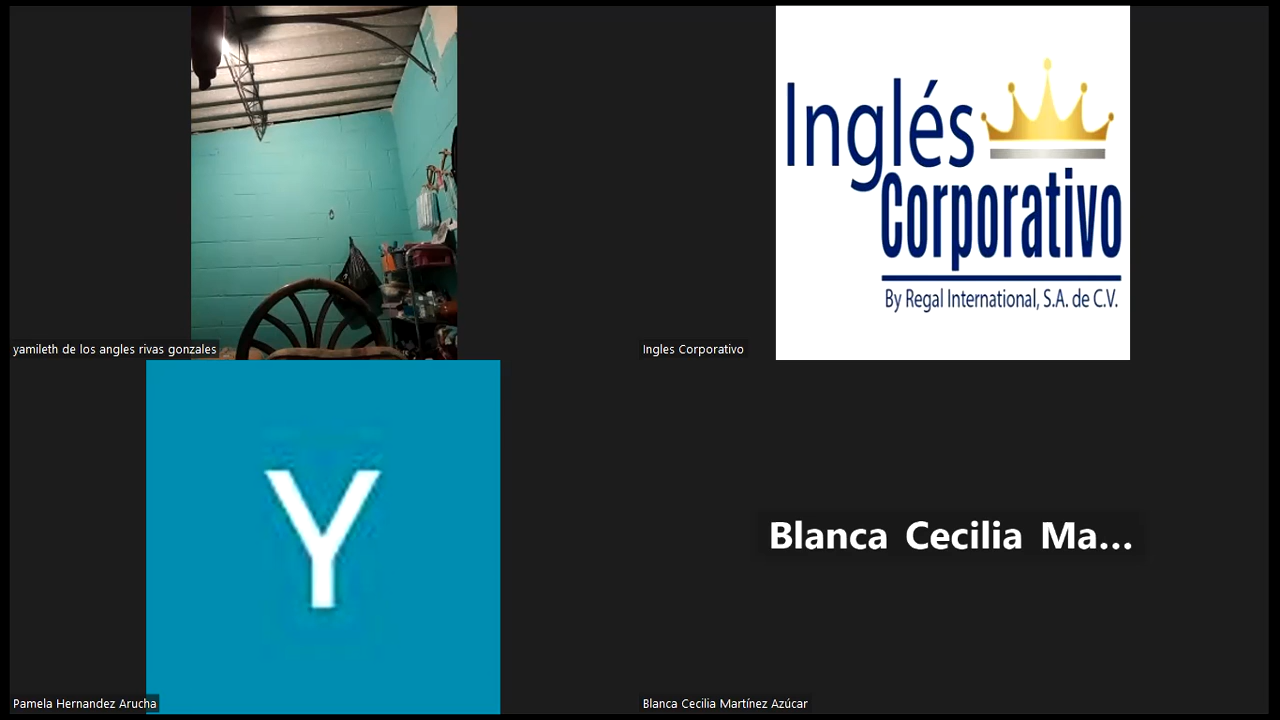 yamileth de los angles rivas gonzales
Inglés
Corporativo
By Regal International, S.A. de C.V.
Ingles Corporativo
Y
Pamela Hernandez Arucha
Blanca Cecilia Ma...
Blanca Cecilia Martínez Azúcar